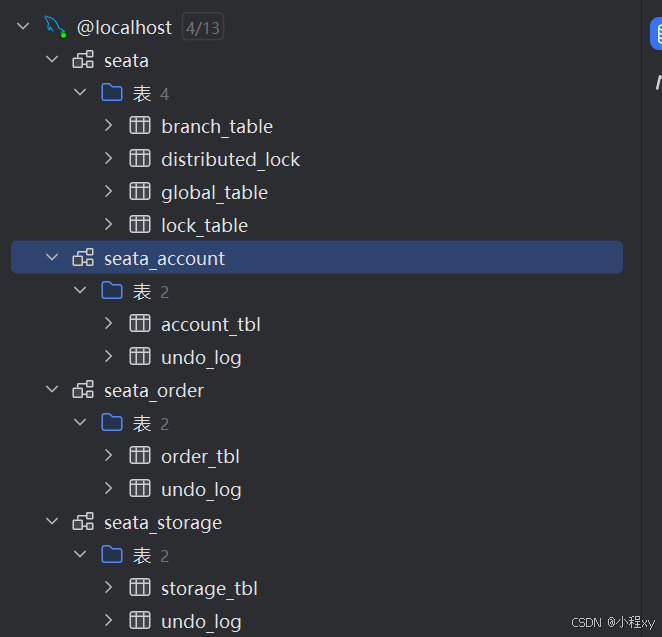 @localhost 4/13
seata
表 4
branch_table
distributed_lock
global_table
lock_table
seata_account
表 2
account_tbl
undo_log
seata_order
表 2
order_tbl
undo_log
seata_storage
表 2
storage_tbl
undo_log
CSDN @小程xy